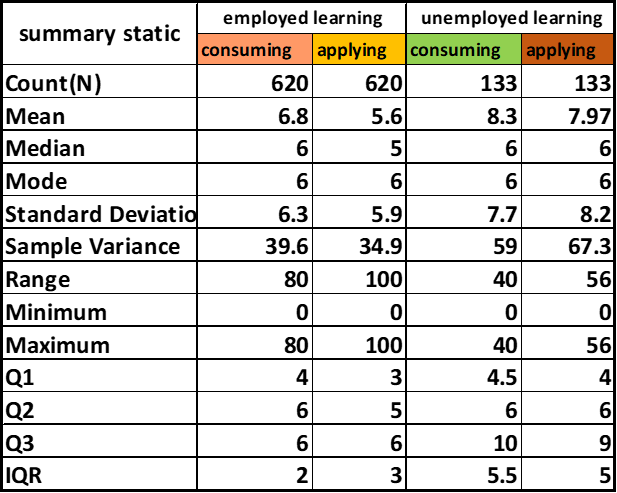 summary static employed learning unemployed learning
consuming applying consuming applying
Count(N) 620 620 133 133
Mean 6.8 5.6 8.3 7.97
Median 6 5 6 6
Mode 6 6 6 6
Standard Deviatio 6.3 5.9 7.7 8.2
Sample Variance 39.6 34.9 59 67.3
Range 80 100 40 56
Minimum 0 0 0 0
Maximum 80 100 40 56
Q1 4 3 4.5 4
Q2 6 5 6 6
Q3 6 6 10 9
IQR 2 3 5.5 5